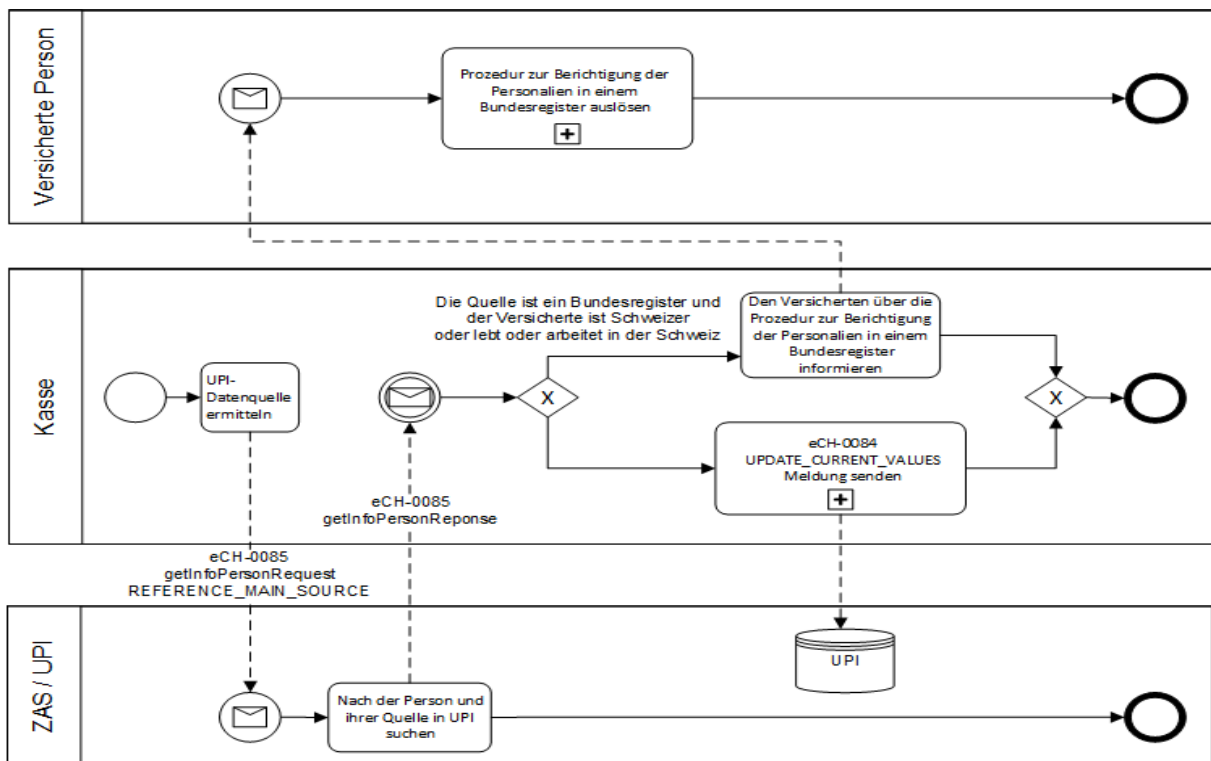 Versicherte Person
Prozedur zur Berichtigung der
Personalien in einem
Bundesregister auslösen
Kasse
UPI-
Datenquelle
ermitteln
Die Quelle ist ein Bundesregister und
der Versicherte ist Schweizer
oder lebt oder arbeitet in der Schweiz
Den Versicherten über die
Prozedur zur Berichtigung
der Personalien in einem
Bundesregister
informieren
X
X
eCH-0084
UPDATE_CURRENT_VALUES
Meldung senden
eCH-0085
getInfoPersonReponse
eCH-0085
getInfoPersonRequest
REFERENCE_MAIN_SOURCE
ZAS / UPI
Nach der Person und
ihrer Quelle in UPI
suchen
UPI